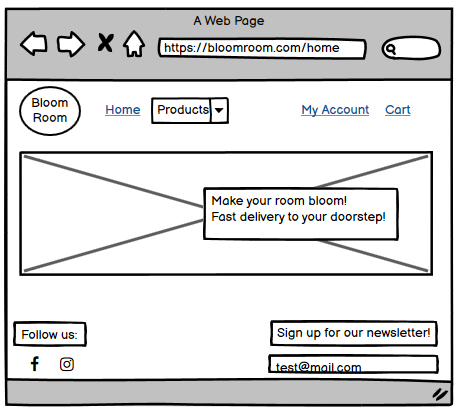 A Web Page
https://bloomroom.com/home
Bloom
Room
Home
Products
My Account
Cart
Make your room bloom!
Fast delivery to your doorstep!
Follow us:
Sign up for our newsletter!
test@mail.com